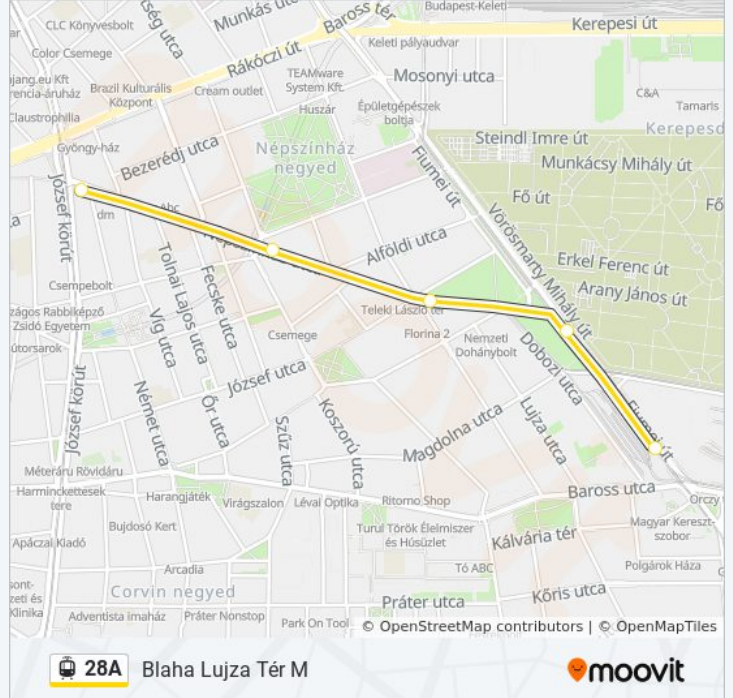 Budapest-Keleti
CLC Könyvesbolt
Munkás
Baross tér
Kerepesi út
Color Csemege
Rákóczi út
Keleti pályaudvar
TEAMware
System Kft.
Mosonyi utca
Brazil Kulturális
Központ
Cream outlet
C&A
Huszár
Épületgépészek
boltja
Tamaris
Claustrophilia
Steindl Imre út
Gyöngy-ház
Bezerédj utca
Népszínház
negyed
Fiumei út
Munkácsy Mihály út
József körút
Fő út
dm
Abc
Vörösmarty Mihály út
Alföldi utca
Erkel Ferenc út
Csempebolt
Tolnai Lajos utca
Fecske utca
Arany János út
Víg utca
Teleki László tér
Zsidó Egyetem
Csemege
Florina 2
Nemzeti
Dohánybolt
Dobozi utca
József utca
József körút
Német utca
Őr utca
Szűz utca
Koszorú utca
Magdolna utca
Lujza utca
Fiumei út
Méteráru Rövidáru
Harminckettesek
tere
Harangjáték
Virágszalon
Léval Optika
Ritorno Shop
Baross utca
Orczy
Bujdosó Kert
Turul Török Élelmiszer
és Húsüzlet
Kálvária tér
Magyar Kereszt-
szobor
Apáczai Kiadó
Arcadia
Tó ABC
Polgárok Háza
Corvin negyed
Kőris utca
Klinika
Adventista imaház
Práter Nonstop
Park On Tool
Práter utca
© OpenStreetMap contributors | © OpenMapTiles
28A Blaha Lujza Tér M
moovit